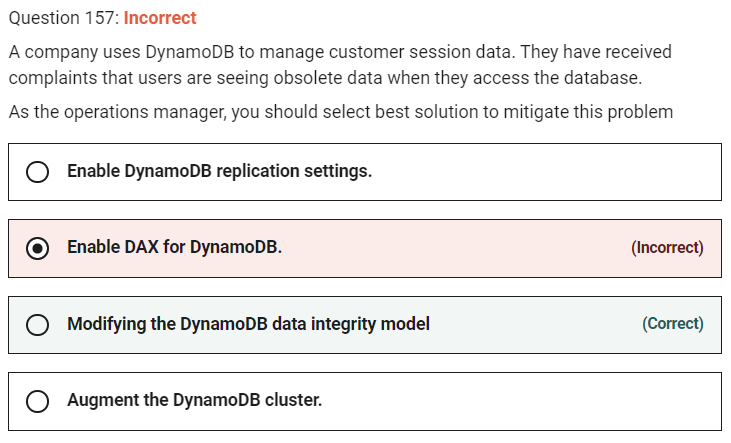 Question 157: Incorrect
A company uses DynamoDB to manage customer session data. They have received
complaints that users are seeing obsolete data when they access the database.
As the operations manager, you should select best solution to mitigate this problem
Enable DynamoDB replication settings.
Enable DAX for DynamoDB. (Incorrect)
Modifying the DynamoDB data integrity model (Correct)
Augment the DynamoDB cluster.